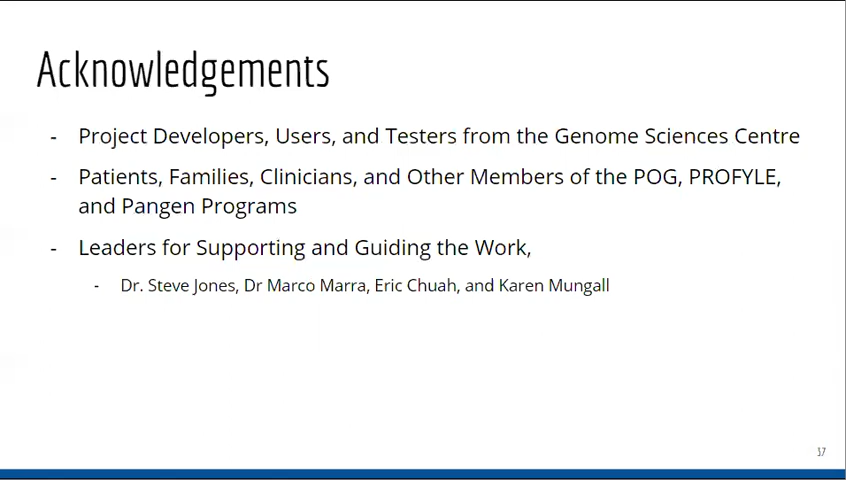 Acknowledgements
- Project Developers, Users, and Testers from the Genome Sciences Centre
- Patients, Families, Clinicians, and Other Members of the POG, PROFYLE,
and Pangen Programs
- Leaders for Supporting and Guiding the Work,
- Dr. Steve Jones, Dr Marco Marra, Eric Chuah, and Karen Mungall
17